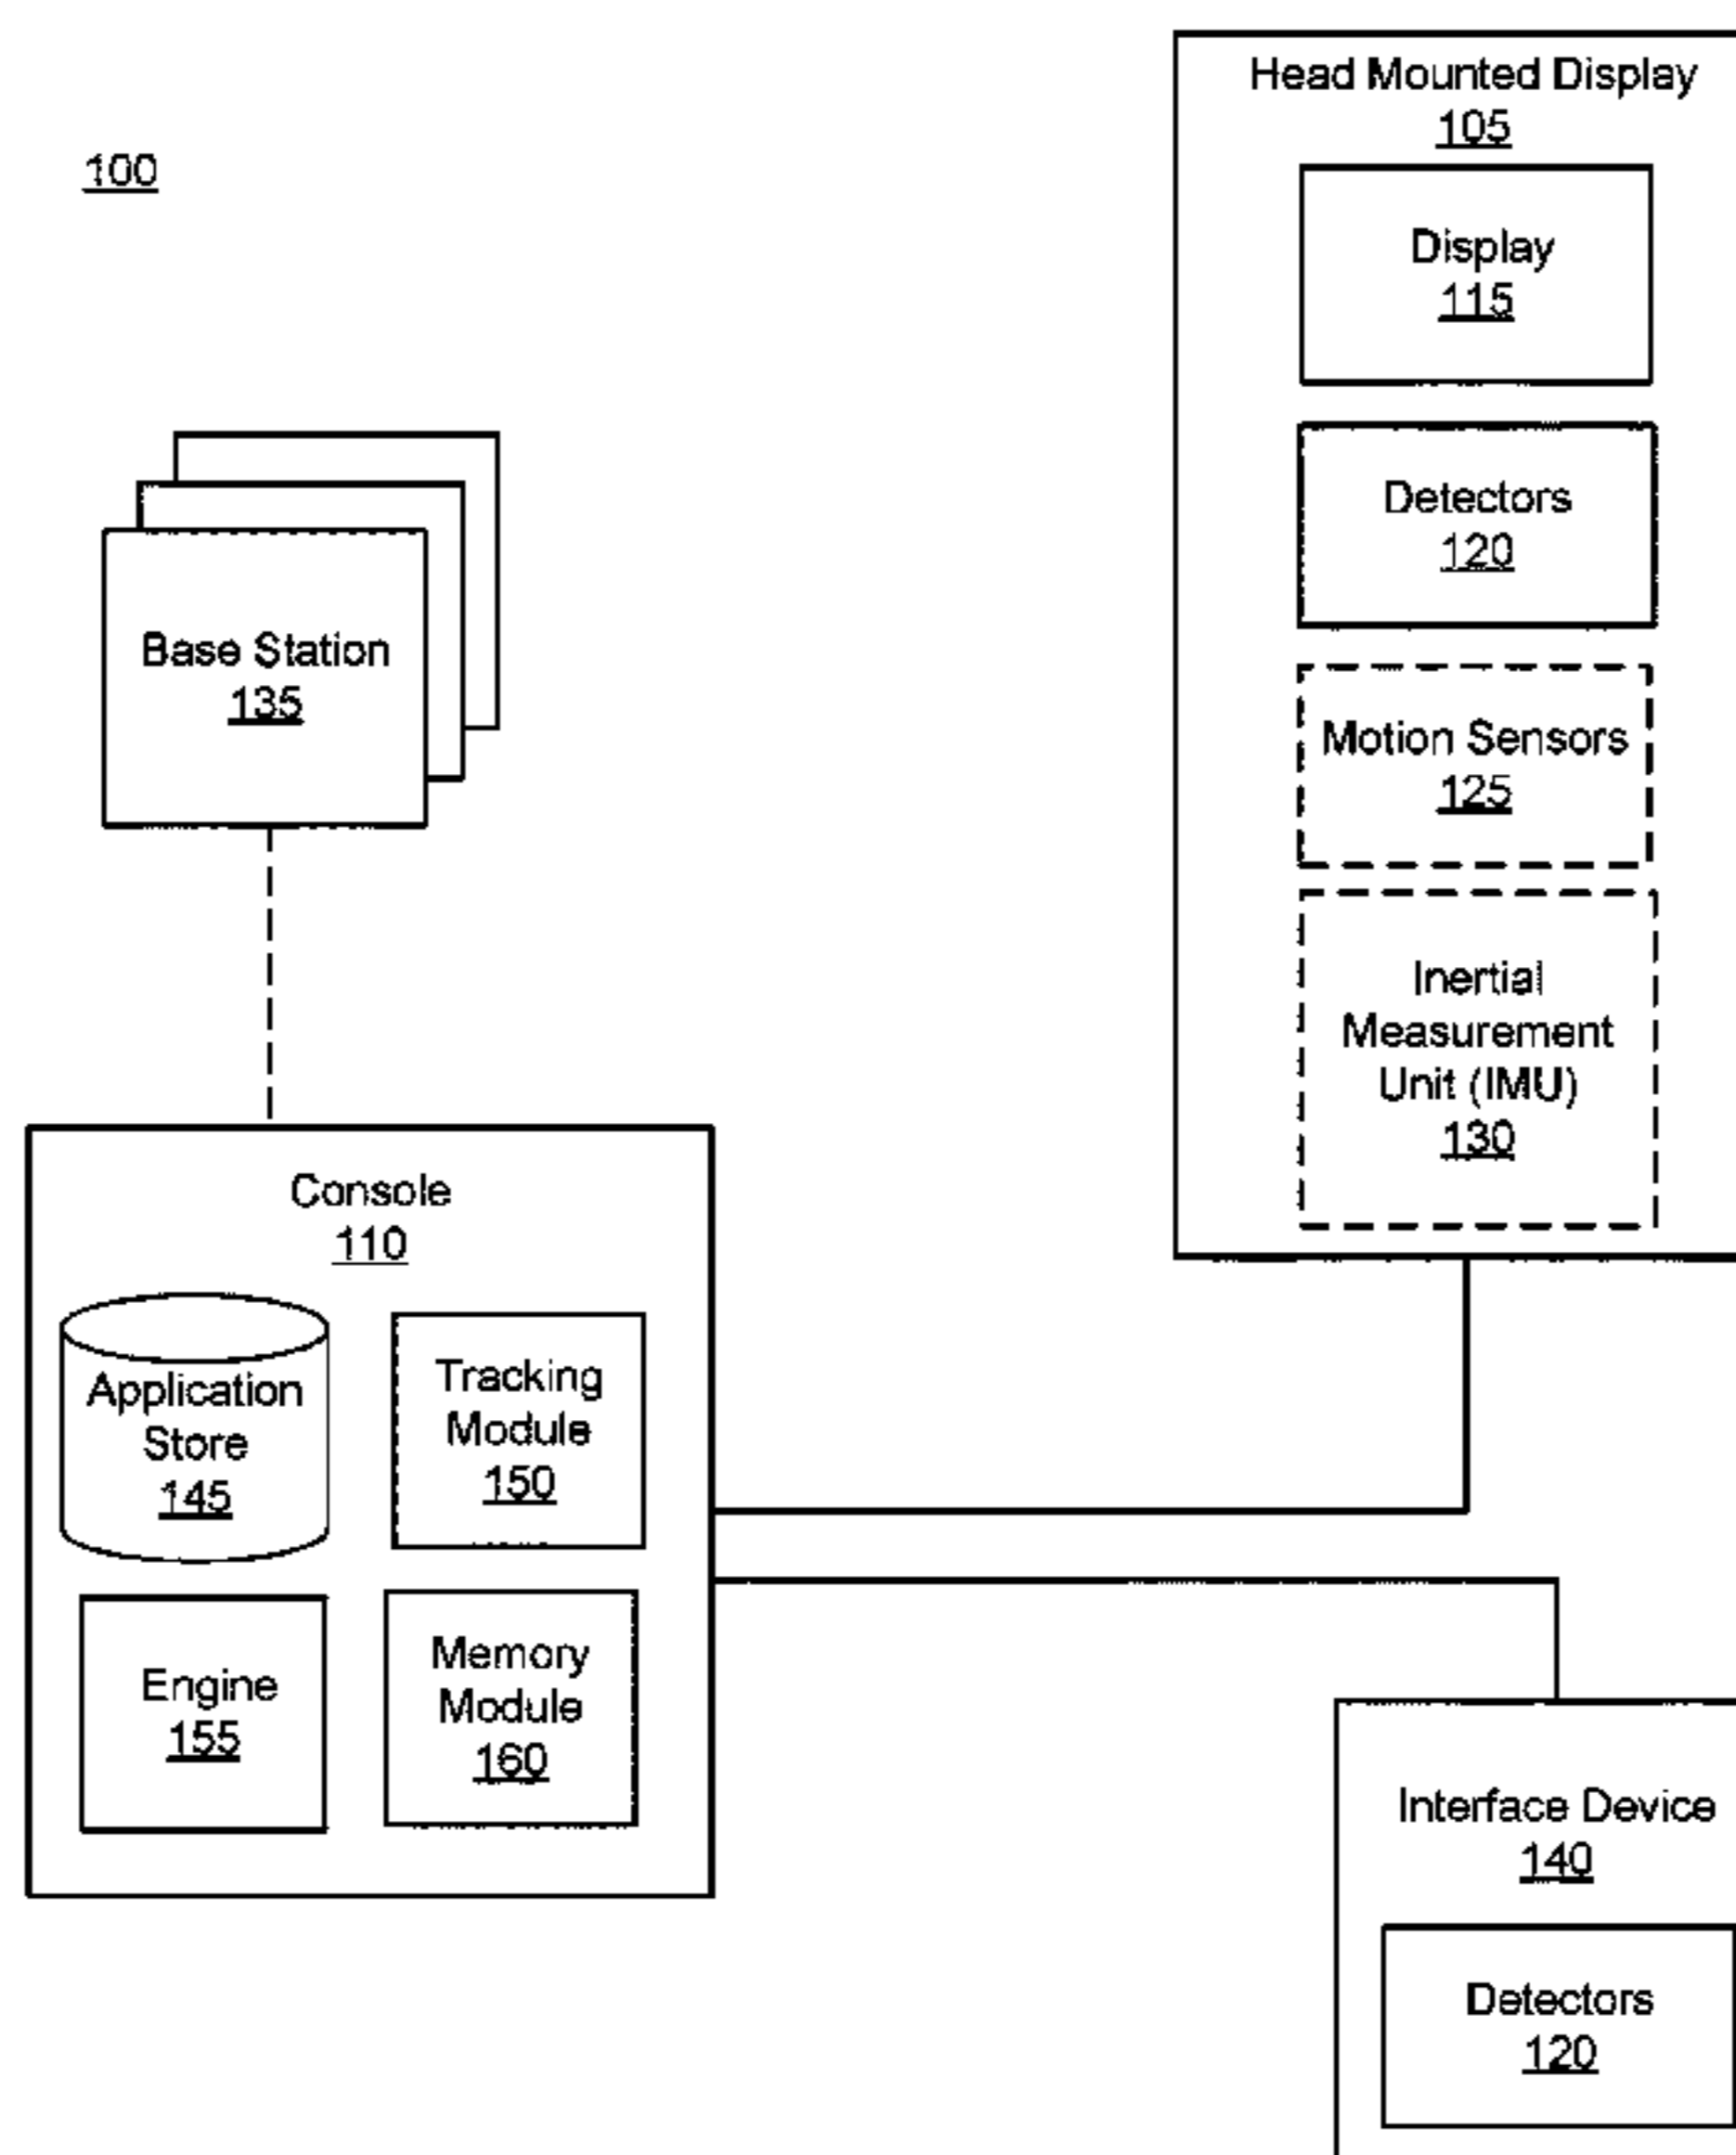 100
Head Mounted Display
105
Display
115
Detectors
120
Motion Sensors
125
Inertial
Measurement
Unit (IMU)
130
Base Station
135
Console
110
Application
Store
145
Tracking
Module
150
Engine
155
Memory
Module
160
Interface Device
140
Detectors
120